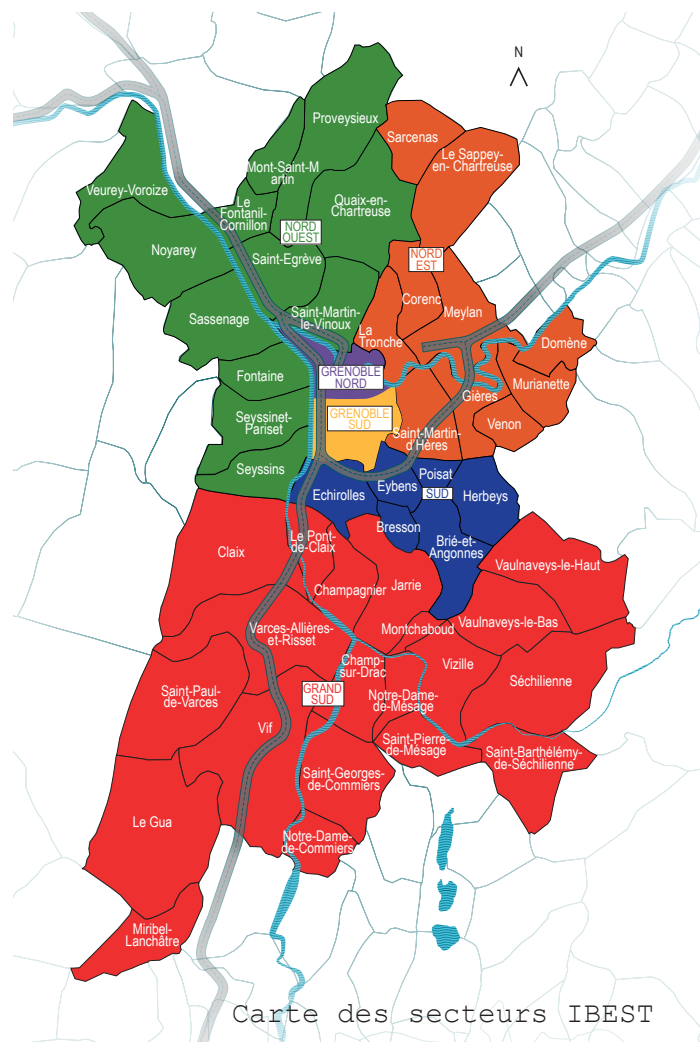 N
Proveysieux
Sarcenas
Le Sappey-
en- Chartreuse
Mont-Saint-M
artin
Veurey-Voroize
Quaix-en-
Chartreuse
Le
Fontanil-
Cornillon
NORD
OUEST
Noyarey
Saint-Egrève
NORD
EST
Corenc
Meylan
Sassenage
Saint-Martin-
le-Vinoux
La
Tronche
Domène
Fontaine
GRENOBLE
NORD
Murianette
Gières
Seyssinet-
Pariset
GRENOBLE
SUD
Venon
Saint-Martin-
d'Hères
Seyssins
Echirolles
Eybens
Poisat
SUD
Herbeys
Bresson
Claix
Le Pont-
de-Claix
Brié-et-
Angonnes
Vaulnaveys-le-Haut
Champagnier
Jarrie
Varces-Allières-
et-Risset
Montchaboud
Vaulnaveys-le-Bas
Champ-
sur-Drac
Vizille
Saint-Paul-
de-Varces
GRAND
SUD
Notre-Dame-
de-Mésage
Séchilienne
Vif
Saint-Pierre-
de-Mésage
Saint-Barthélémy-
de-Séchilienne
Saint-Georges-
de-Commiers
Le Gua
Notre-Dame-
de-Commiers
Miribel-
Lanchâtre
Carte des secteurs IBEST